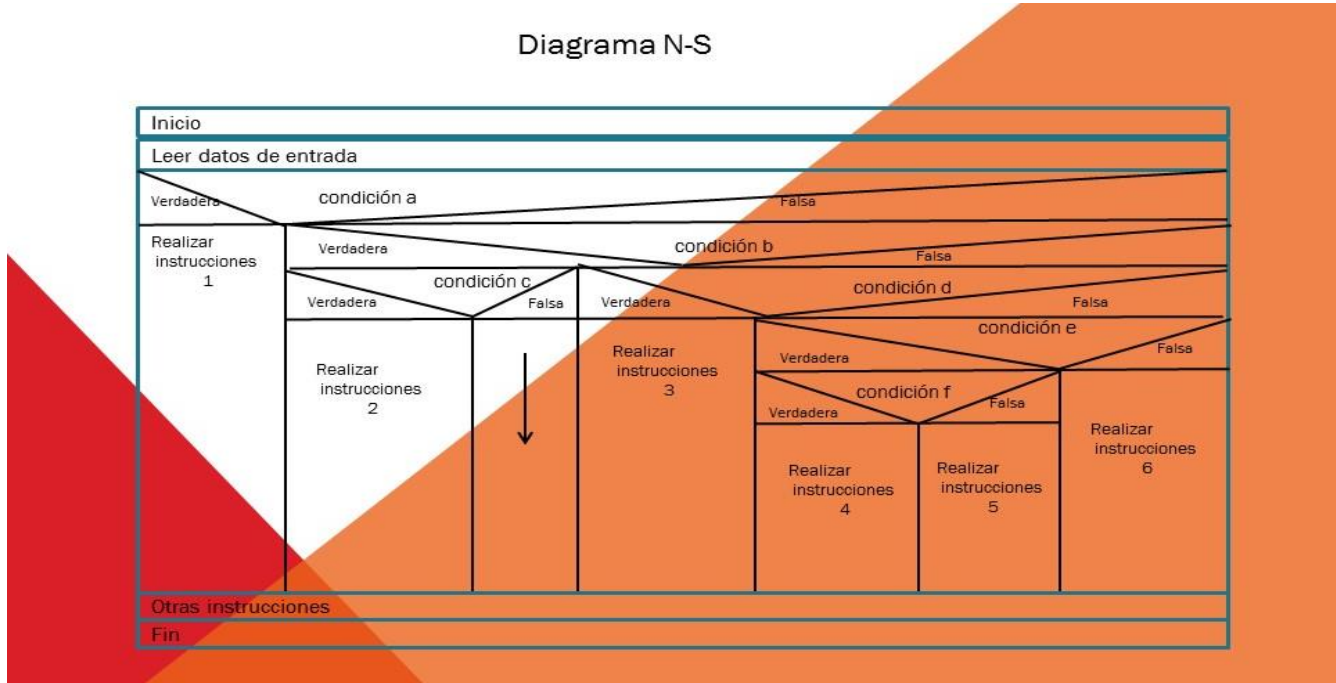 Diagrama N-S
Inicio
Leer datos de entrada
condición a
Verdadera
Falsa
Realizar
instrucciones
1
condición b
Verdadera
Falsa
condición c
Verdadera
Falsa
condición d
Verdadera
Falsa
Realizar
instrucciones
2
Realizar
instrucciones
3
condición e
Verdadera
Falsa
condición f
Verdadera
Falsa
Realizar
instrucciones
4
Realizar
instrucciones
5
Realizar
instrucciones
6
Otras instrucciones
Fin